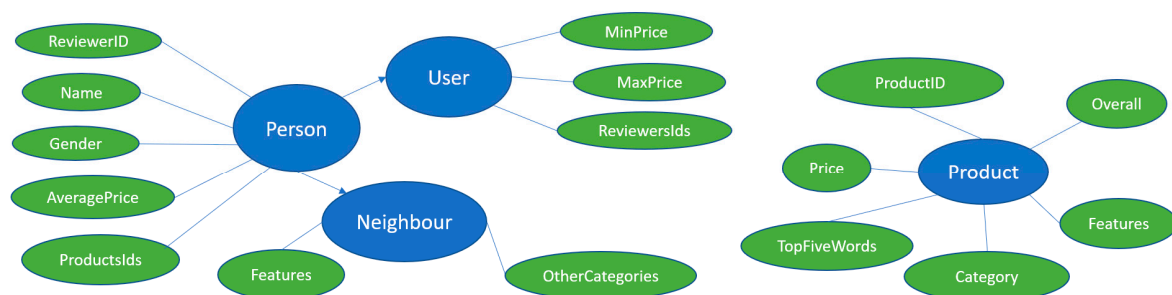 ReviewerID
Name
Gender
AveragePrice
ProductsIds
Person
User
MinPrice
MaxPrice
ReviewersIds
Neighbour
Features
OtherCategories
ProductID
Overall
Price
Product
TopFiveWords
Category
Features